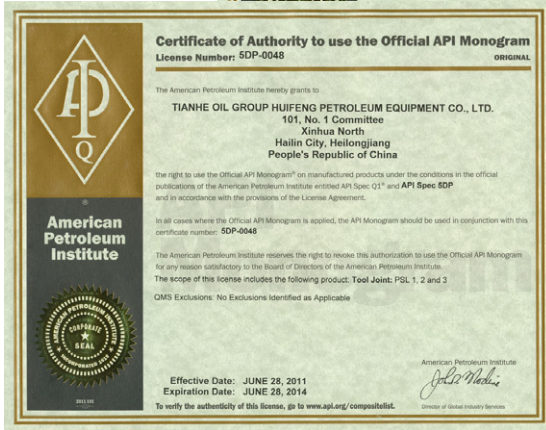 Certificate of Authority to use the Official API Monogram
License Number: 5DP-0048
ORIGINAL
The American Petroleum Institute hereby grants to
TIANHE OIL GROUP HUIFENG PETROLEUM EQUIPMENT CO., LTD.
101, No. 1 Committee
Xinhua North
Hailin City, Heilongjiang
People's Republic of China
the right to use the Official API Monogram® on manufactured products under the conditions in the official
publications of the American Petroleum Institute entitled API Spec Q1® and API Spec 5DP
and in accordance with the provisions of the License Agreement.
In all cases where the Official API Monogram is applied, the API Monogram should be used in conjunction with this
certificate number: 5DP-0048
The American Petroleum Institute reserves the right to revoke this authorization to use the Official API Monogram
for any reason satisfactory to the Board of Directors of the American Petroleum Institute.
The scope of this license includes the following product: Tool Joint: PSL 1, 2 and 3
QMS Exclusions: No Exclusions Identified as Applicable
API
Q
®
American
Petroleum
Institute
AMERICAN PETROLEUM INSTITUTE
CORPORATE
SEAL
INCORPORATED 1919
Effective Date: JUNE 28, 2011
Expiration Date: JUNE 28, 2014
To verify the authenticity of this license, go to www.api.org/compositelist.
American Petroleum Institute
Director of Global Industry Services